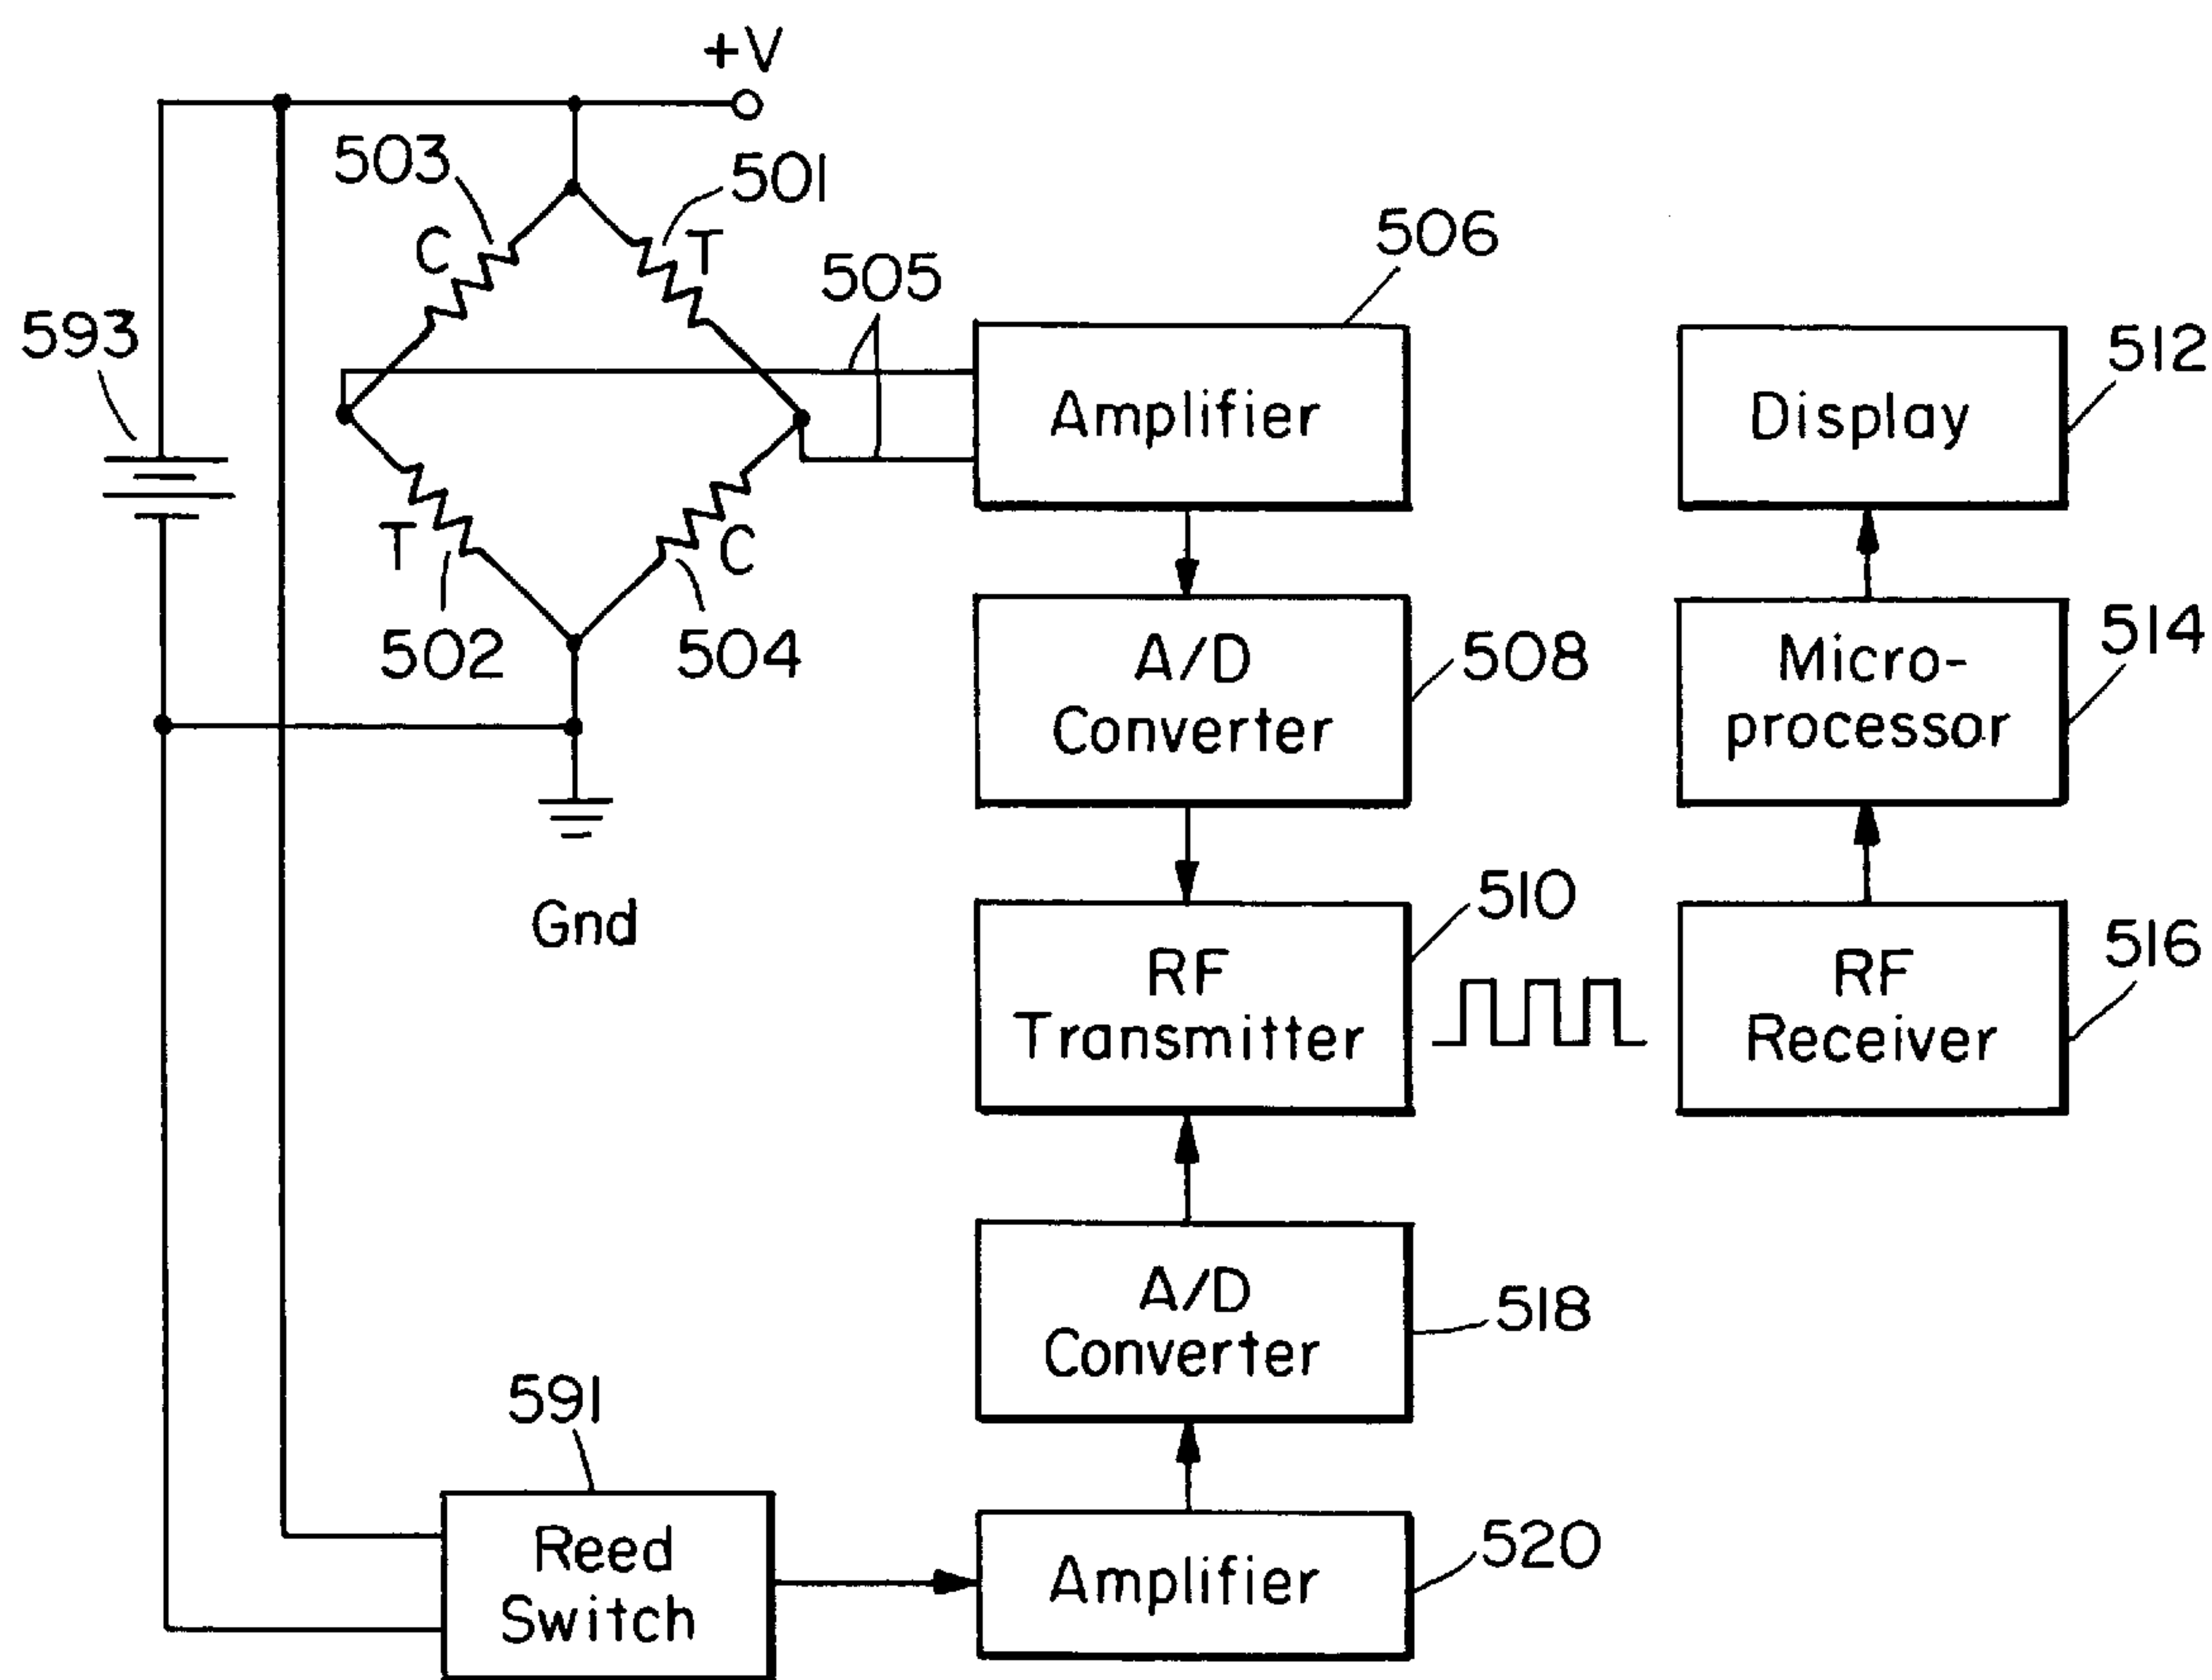 +V
503
501
C
T
505
506
593
512
Amplifier
Display
T
C
502
504
A/D
Converter
508
Micro-
processor
514
Gnd
510
RF
Transmitter
RF
Receiver
516
A/D
Converter
518
591
Reed
Switch
Amplifier
520